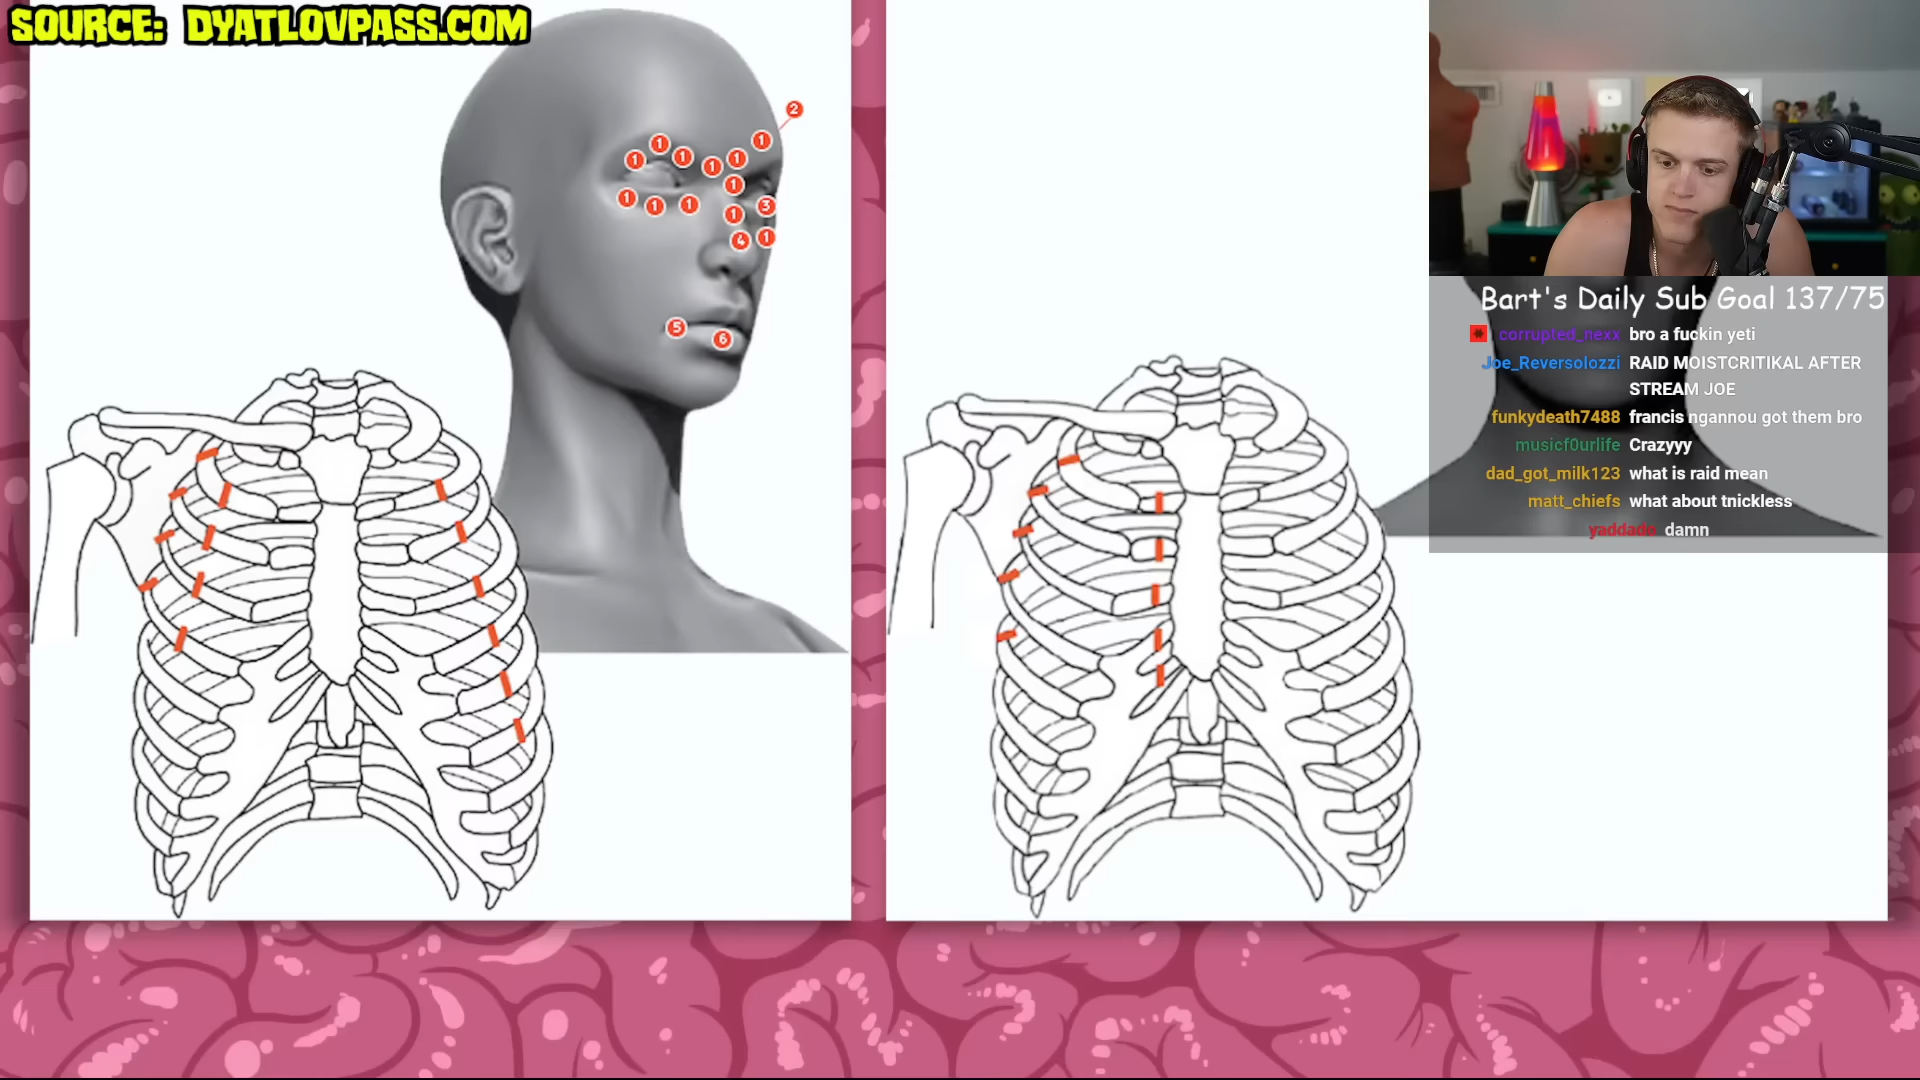 SOURCE: DYATLOVPASS.COM
2
1
1
1
1
1
1
1
1
1
1
1
3
4
1
5
6
Bart's Daily Sub Goal 137/75
corrupted_nexx bro a fuckin yeti
Joe_Reversolozzi RAID MOISTCRITIKAL AFTER
STREAM JOE
funkydeath7488 francis ngannou got them bro
musicf0urlife Crazyyy
dad_got_milk123 what is raid mean
matt_chiefs what about tnickless
yaddado damn